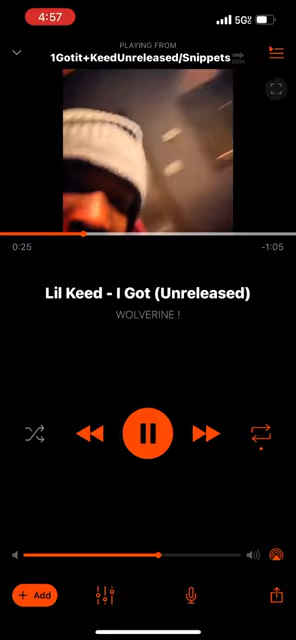 4:57
5G
PLAYING FROM
1Gotit+KeedUnreleased/Snippets
0:25
-1:05
Lil Keed - I Got (Unreleased)
WOLVERINE !
+ Add